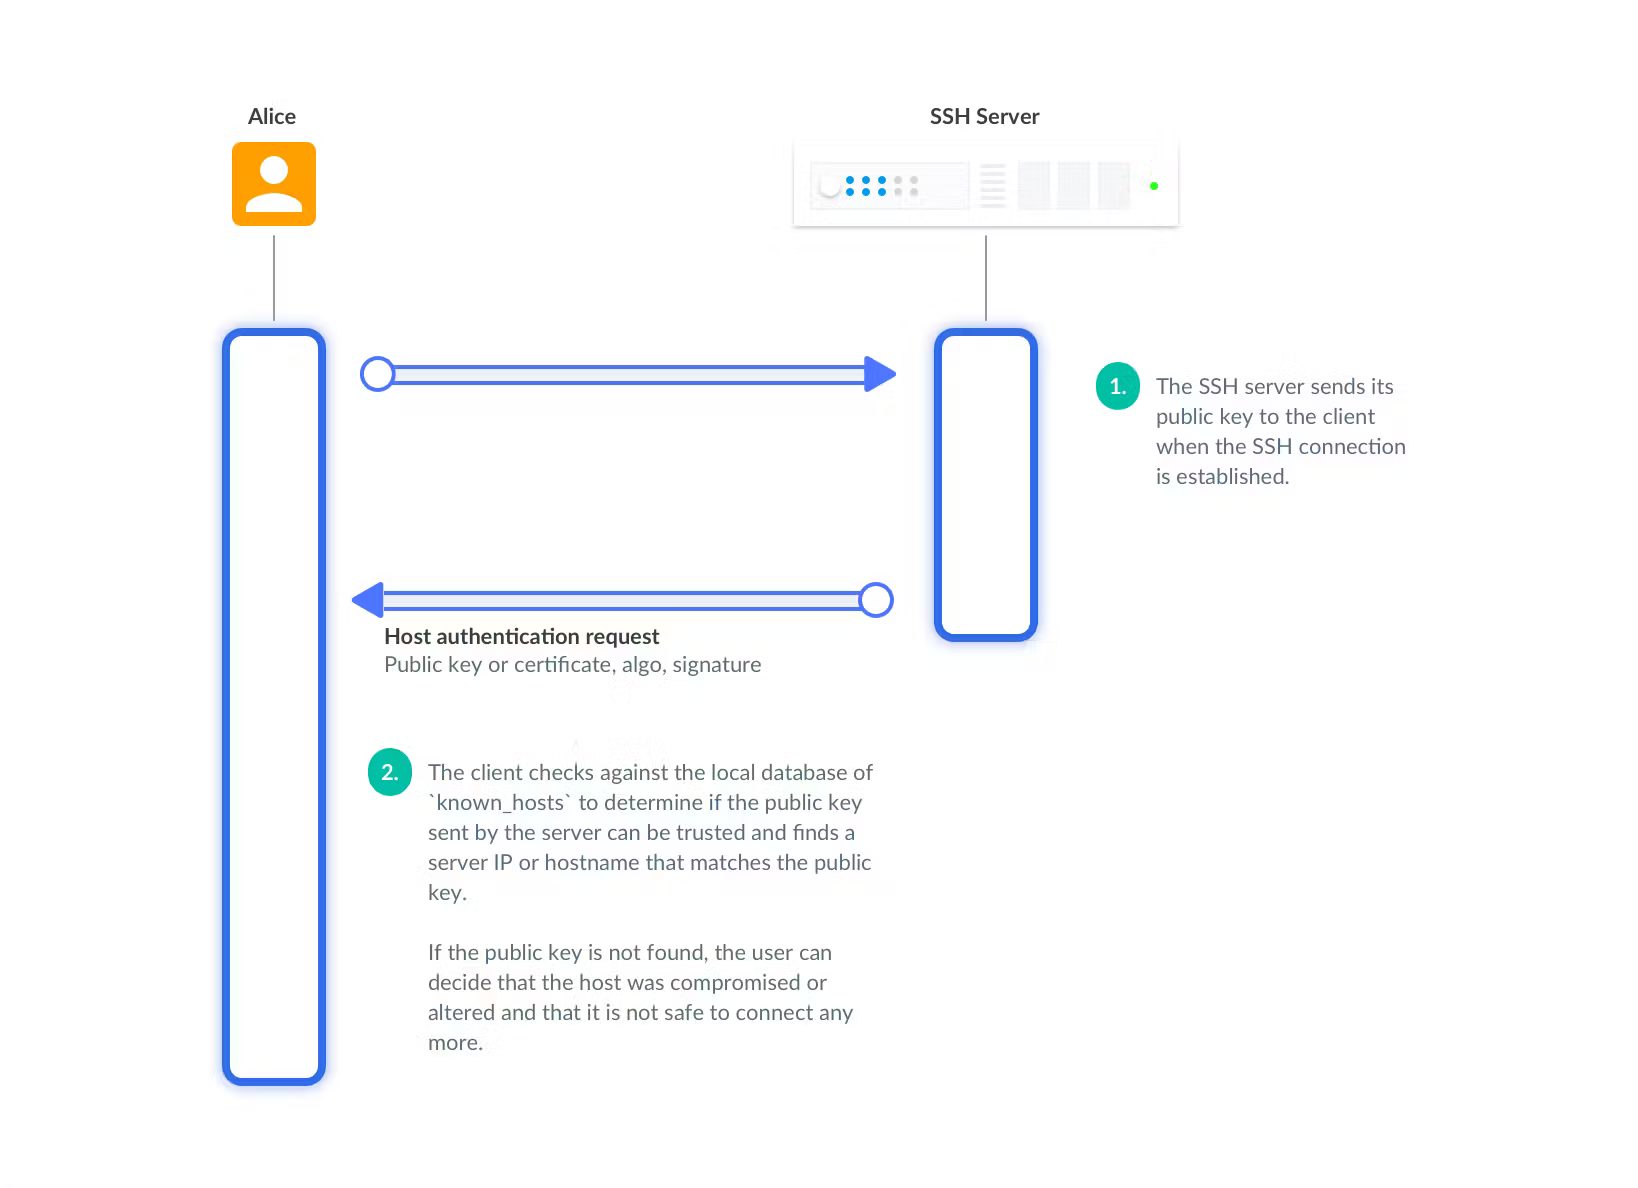 Alice
SSH Server
1.
The SSH server sends its
public key to the client
when the SSH connection
is established.
Host authentication request
Public key or certificate, algo, signature
2.
The client checks against the local database of
`known_hosts` to determine if the public key
sent by the server can be trusted and finds a
server IP or hostname that matches the public
key.
If the public key is not found, the user can
decide that the host was compromised or
altered and that it is not safe to connect any
more.